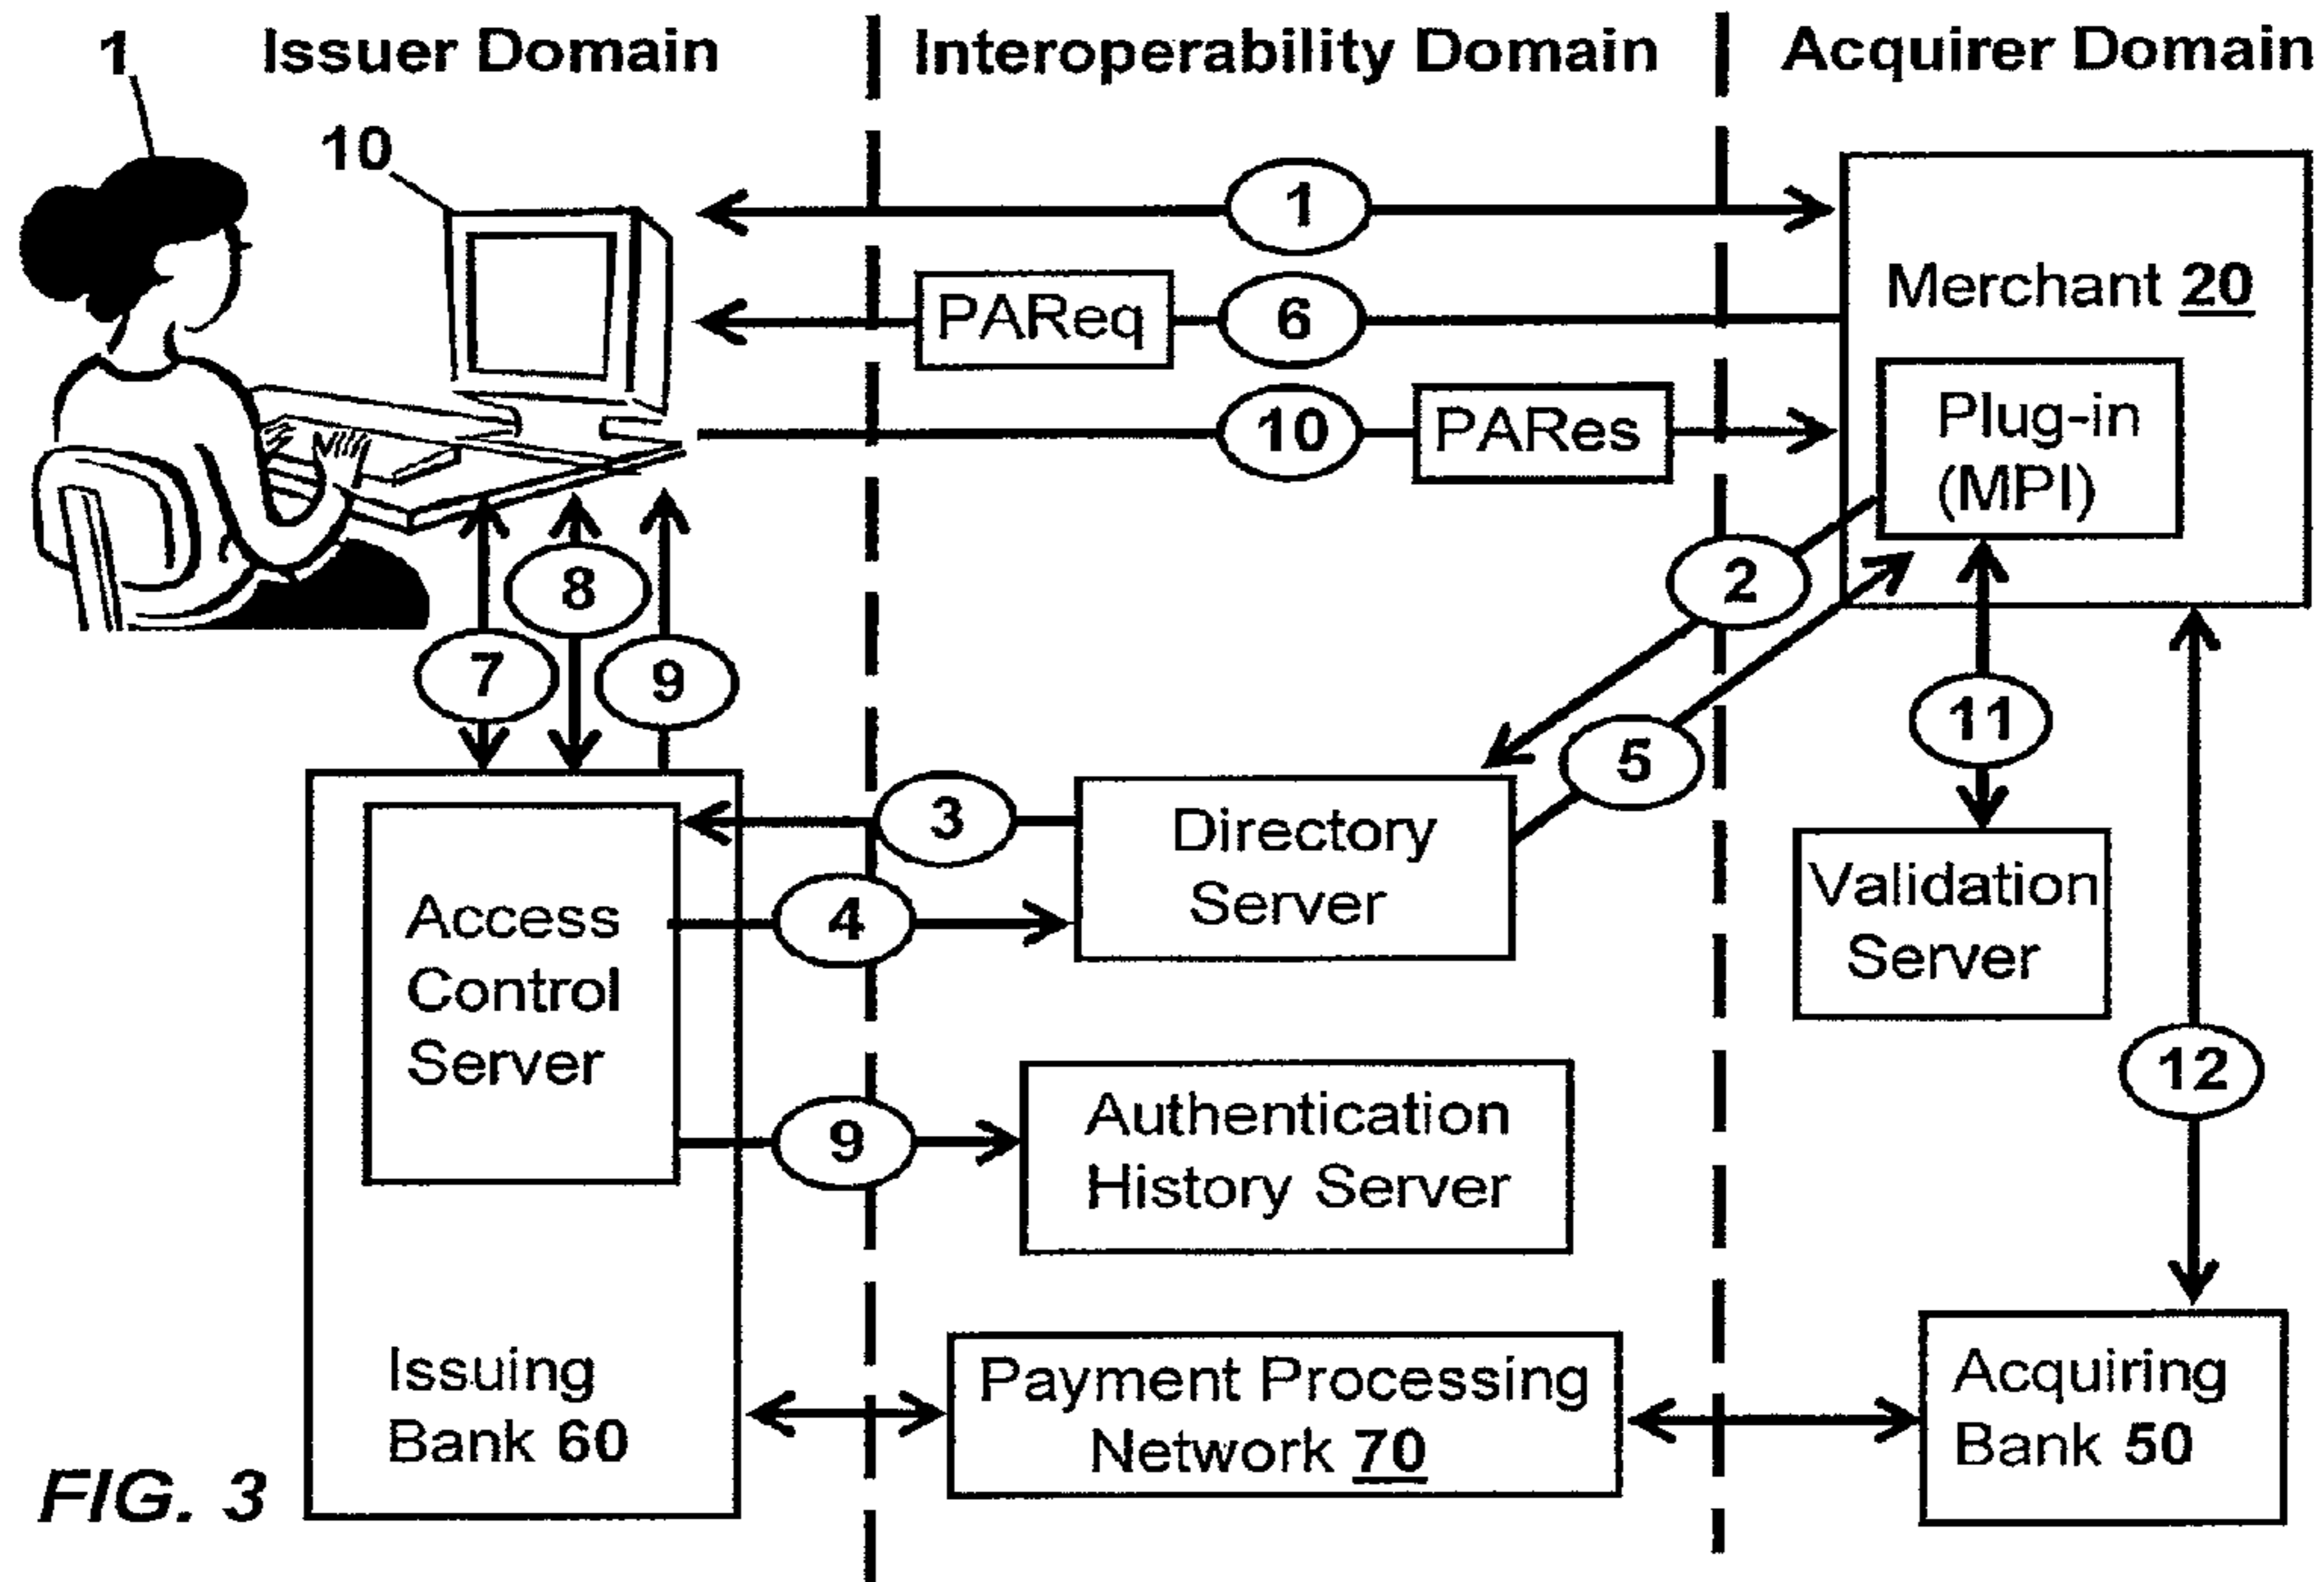 Issuer Domain
Interoperability Domain
Acquirer Domain
1
10
1
Merchant 20
PAReq
6
10
PARes
Plug-in
(MPI)
2
8
7
9
11
5
3
Directory
Server
Validation
Server
4
Access
Control
Server
12
9
Authentication
History Server
Issuing
Bank 60
Payment Processing
Network 70
Acquiring
Bank 50
FIG. 3